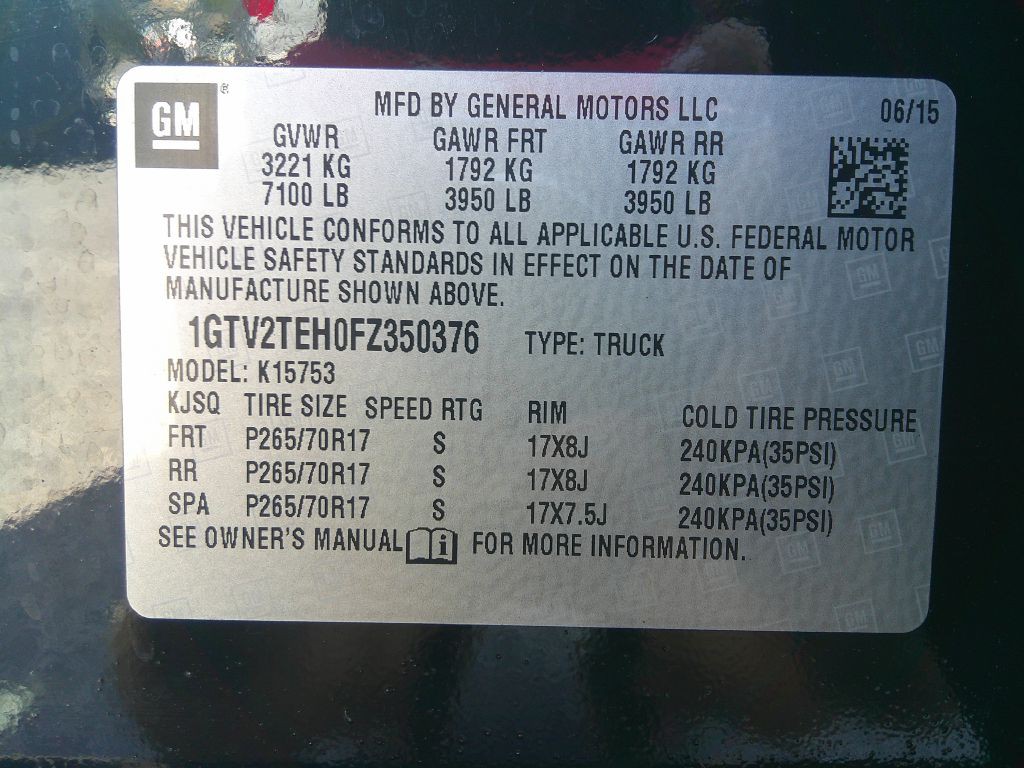 GM ®
MFD BY GENERAL MOTORS LLC 06/15
GVWR GAWR FRT GAWR RR
3221 KG 1792 KG 1792 KG
7100 LB 3950 LB 3950 LB
THIS VEHICLE CONFORMS TO ALL APPLICABLE U.S. FEDERAL MOTOR
VEHICLE SAFETY STANDARDS IN EFFECT ON THE DATE OF
MANUFACTURE SHOWN ABOVE.
1GTV2TEH0FZ350376 TYPE: TRUCK
MODEL: K15753
KJSQ TIRE SIZE SPEED RTG RIM COLD TIRE PRESSURE
FRT P265/70R17 S 17X8J 240KPA(35PSI)
RR P265/70R17 S 17X8J 240KPA(35PSI)
SPA P265/70R17 S 17X7.5J 240KPA(35PSI)
SEE OWNER'S MANUAL i FOR MORE INFORMATION.